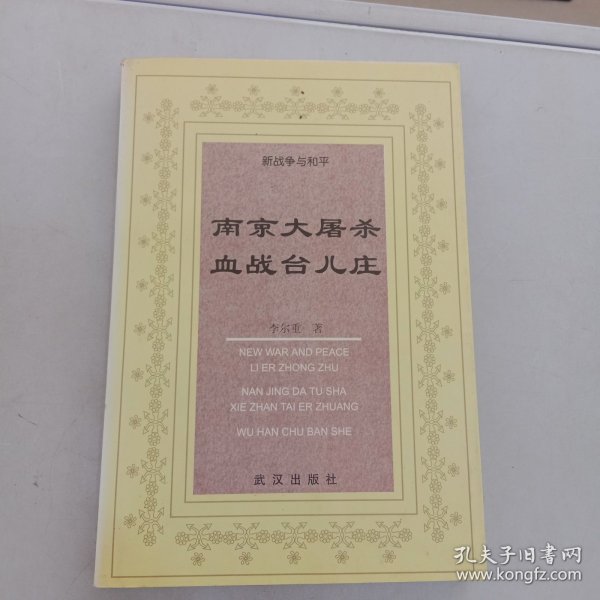 新战争与和平
南京大屠杀
血战台儿庄
李尔重 著
NEW WAR AND PEACE
LI ER ZHONG ZHU
NAN JING DA TU SHA
XIE ZHAN TAI ER ZHUANG
WU HAN CHU BAN SHE
武汉出版社
孔夫子旧书网
www.kongfz.com